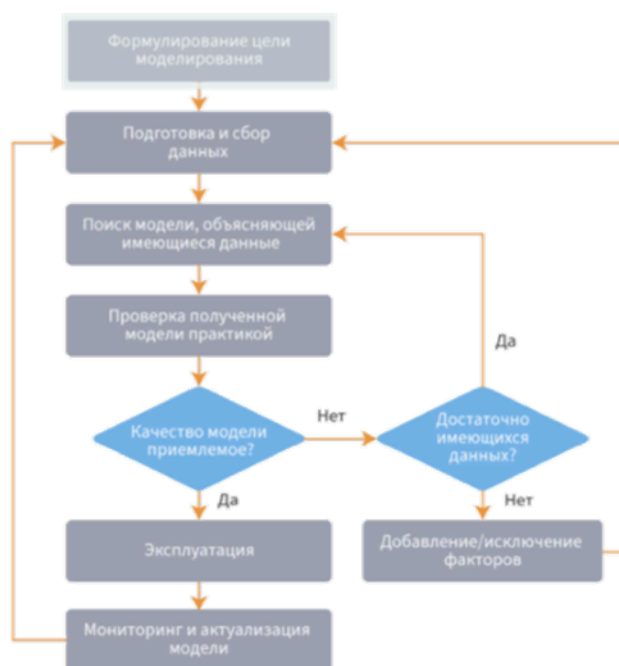 Формулирование цели
моделирования
Подготовка и сбор
данных
Поиск модели, объясняющей
имеющиеся данные
Проверка полученной
модели практикой
Да
Качество модели
приемлемое?
Нет
Достаточно
имеющихся
данных?
Да
Нет
Эксплуатация
Добавление/исключение
факторов
Мониторинг и актуализация
модели